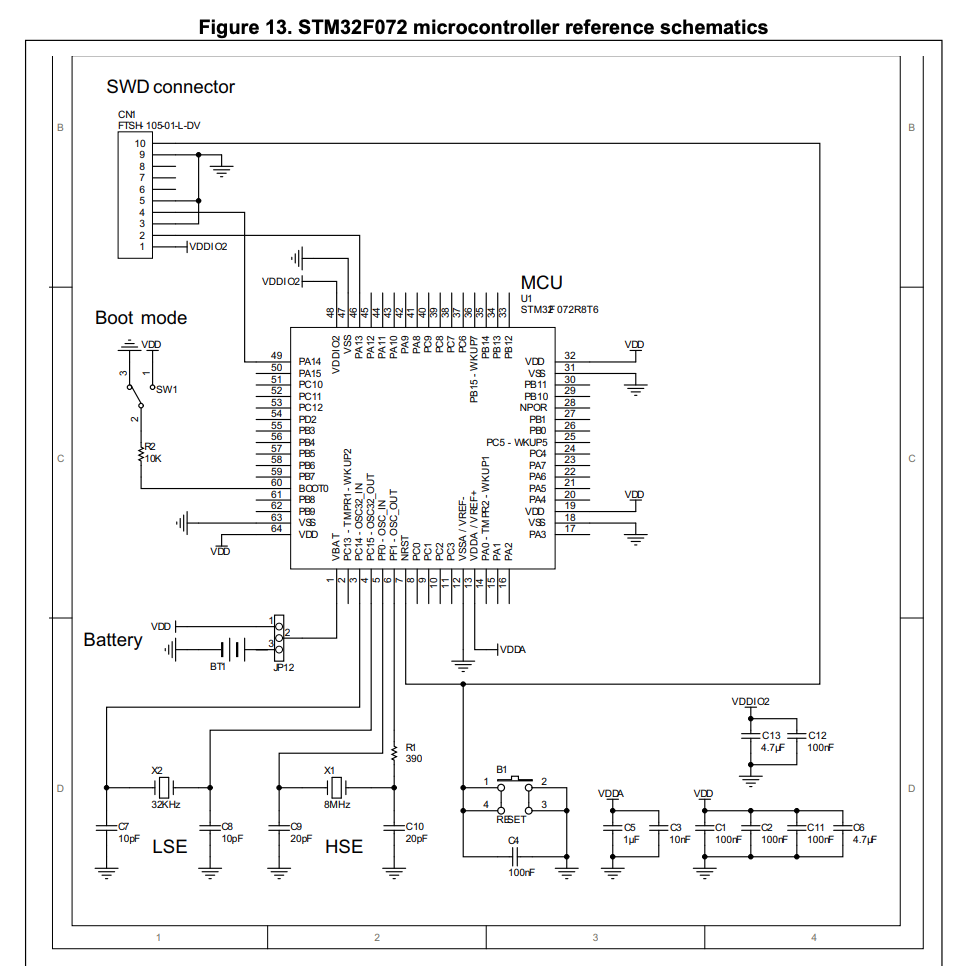 Figure 13. STM32F072 microcontroller reference schematics
SWD connector
CN1
FTSH-105-01-L-DV
10
9
8
7
6
5
4
3
2
1
VDDIO2
B
B
VDDIO2
MCU
U1
STM32F072R8T6
Boot mode
VDD
3
1
SW1
2
R2
10K
48
47
46
45
44
43
42
41
40
39
38
37
36
35
34
33
VDDIO2
VSS
PA13
PA12
PA11
PA10
PA9
PA8
PC9
PC8
PC7
PC6
PB15 - WKUP7
PB14
PB13
PB12
49 PA14
50 PA15
51 PC10
52 PC11
53 PC12
54 PD2
55 PB3
56 PB4
57 PB5
58 PB6
59 PB7
60 BOOT0
61 PB8
62 PB9
63 VSS
64 VDD
VDD
VDD 32
VSS 31
PB11 30
PB10 29
NPOR 28
PB1 27
PB0 26
PC5 - WKUP5 25
PC4 24
PA7 23
PA6 22
PA5 21
PA4 20
VDD 19
VSS 18
PA3 17
VDD
VDD
C
C
VBAT
PC13 - TMPR1 - WKUP2
PC14 - OSC32_IN
PC15 - OSC32_OUT
PF0 - OSC_IN
PF1 - OSC_OUT
NRST
PC0
PC1
PC2
PC3
VSSA / VREF-
VDDA / VREF+
PA0 - TMPR2 - WKUP1
PA1
PA2
1
2
3
4
5
6
7
8
9
10
11
12
13
14
15
16
Battery
VDD
1
2
3
BT1
JP12
VDDA
VDDIO2
C13
4.7µF
C12
100nF
R1
390
D
D
X2
32KHz
X1
8MHz
B1
1
2
4
3
RESET
C7
10pF
LSE
C8
10pF
C9
20pF
HSE
C10
20pF
C4
100nF
VDDA
C5
1µF
C3
10nF
VDD
C1
100nF
C2
100nF
C11
100nF
C6
4.7µF
1
2
3
4